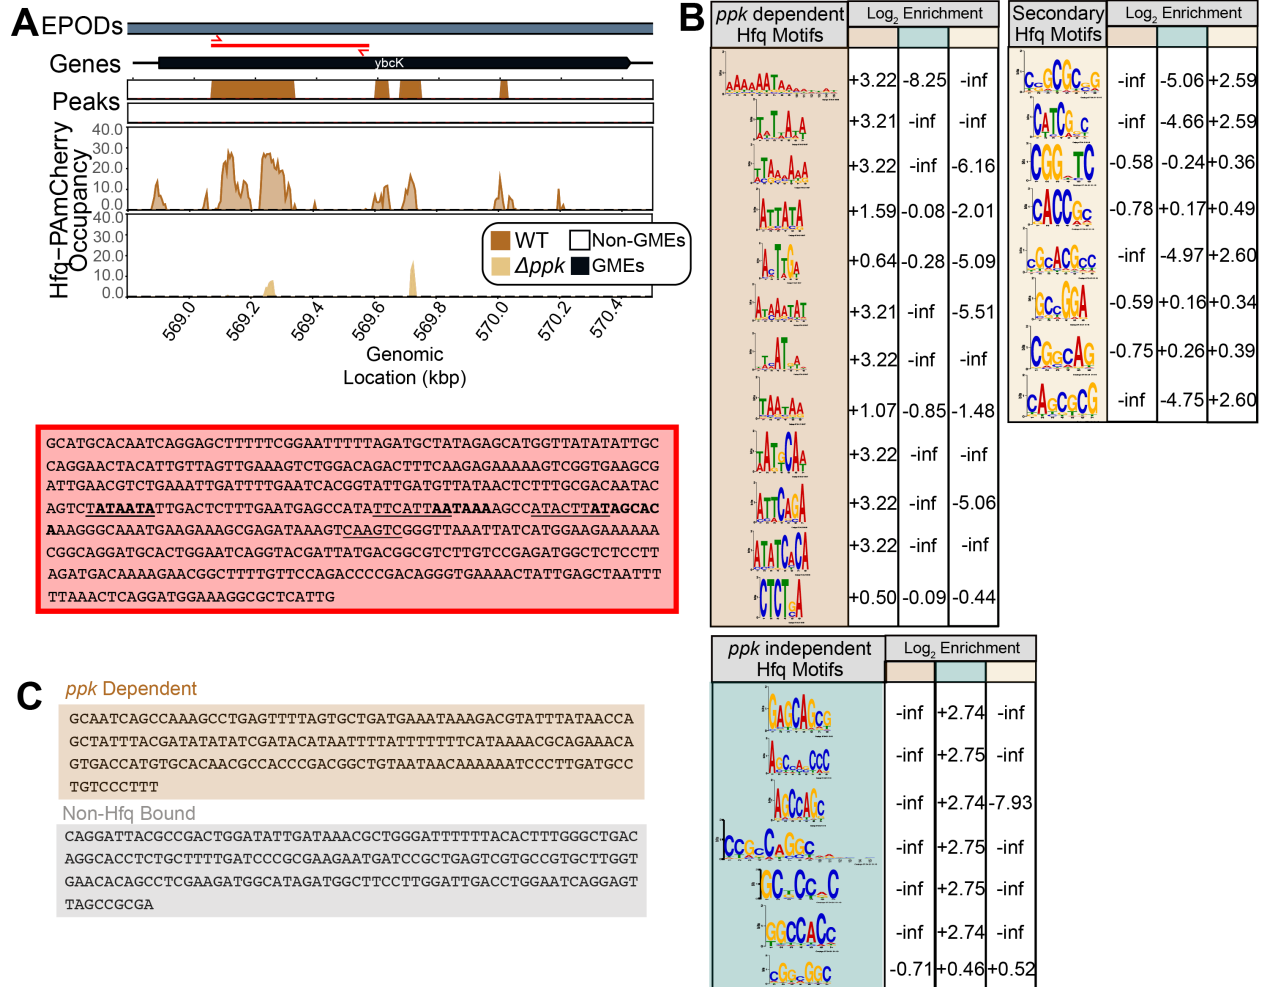 A
EPODs
Genes
ybcK
Peaks
Hfq−PAmCherry
Occupancy
40.0
30.0
20.0
10.0
0.0
40.0
30.0
20.0
10.0
0.0
WT
Non-GMEs
Δppk
GMEs
569.0
569.2
569.4
569.6
569.8
570.0
570.2
570.4
Genomic
Location (kbp)
GCATGCACAATCAGGAGCTTTTTCGGAATTTTTAGATGCTATAGAGCATGGTTATATATTGC
CAGGAACTACATTGTTAGTTGAAAGTCTGGACAGACTTTCAAGAGAAAAAGTCGGTGAAGCG
ATTGAACGTCTGAAATTGATTTTGAATCACGGTATTGATGTTATAACTCTTTGCGACAATAC
AGTCTATAATATTGACTCTTTGAATGAGCCATATTCATTAATAAAAGCCATACTTATAGCAC
AAAGGGCAAATGAAGAAAGCGAGATAAAGTCAAGTCGGGTTAAATTATCATGGAAGAAAAAA
CGGCAGGATGCACTGGAATCAGGTACGATTATGACGGCGTCTTGTCCGAGATGGCTCTCCTT
AGATGACAAAAGAACGGCTTTTGTTCCAGACCCCGACAGGGTGAAAACTATTGAGCTAATTT
TTAAACTCAGGATGGAAAGGCGCTCATTG
B
ppk dependent
Hfq Motifs
Log2 Enrichment
+3.22 -8.25 -inf
+3.21 -inf -inf
+3.22 -inf -6.16
+1.59 -0.08 -2.01
+0.64 -0.28 -5.09
+3.21 -inf -5.51
+3.22 -inf -inf
+1.07 -0.85 -1.48
+3.22 -inf -inf
+3.22 -inf -5.06
+3.22 -inf -inf
+0.50 -0.09 -0.44
Secondary
Hfq Motifs
Log2 Enrichment
-inf -5.06 +2.59
-inf -4.66 +2.59
-0.58 -0.24 +0.36
-0.78 +0.17 +0.49
-inf -4.97 +2.60
-0.59 +0.16 +0.34
-0.75 +0.26 +0.39
-inf -4.75 +2.60
ppk independent
Hfq Motifs
Log2 Enrichment
-inf +2.74 -inf
-inf +2.75 -inf
-inf +2.74 -7.93
-inf +2.75 -inf
-inf +2.75 -inf
-inf +2.74 -inf
-0.71 +0.46 +0.52
C
ppk Dependent
GCAATCAGCCAAAGCCTGAGTTTTAGTGCTGATGAAATAAAGACGTATTTATAACCA
GCTATTTACGATATATATCGATACATAATTTTATTTTTTTCATAAAACGCAGAAACA
GTGACCATGTGCACAACGCCACCCGACGGCTGTAATAACAAAAAATCCCTTGATGCC
TGTCCCTTT
Non-Hfq Bound
CAGGATTACGCCGACTGGATATTGATAAACGCTGGGATTTTTTACACTTTGGGCTGAC
AGGCACCTCTGCTTTTGATCCCGCGAAGAATGATCCGCTGAGTCGTGCCGTGCTTGGT
GAACACAGCCTCGAAGATGGCATAGATGGCTTCCTTGGATTGACCTGGAATCAGGAGT
TAGCCGCGA